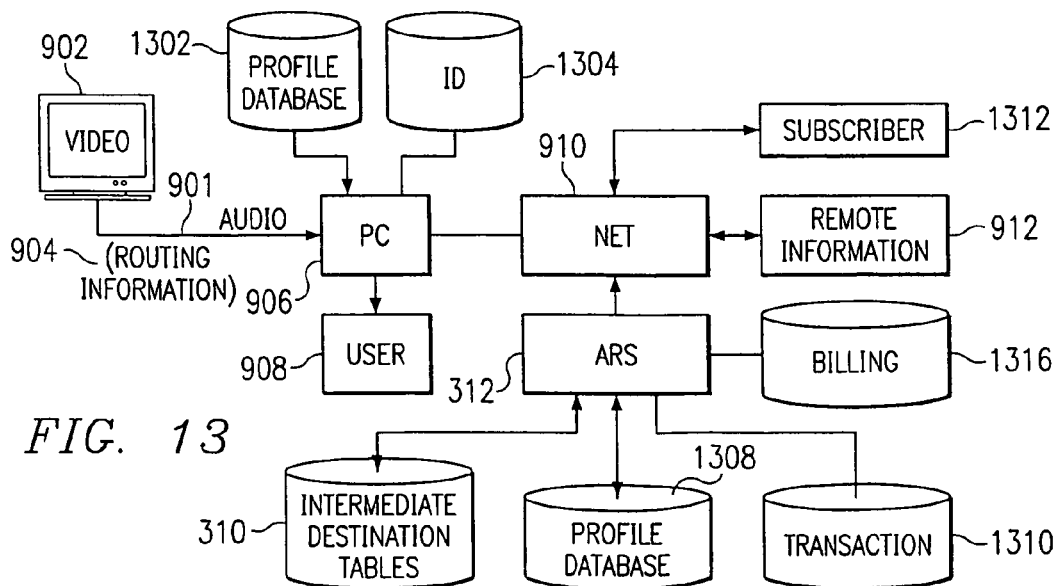 902
1302
PROFILE
DATABASE
ID
1304
VIDEO
SUBSCRIBER
1312
910
901
AUDIO
PC
NET
REMOTE
INFORMATION
912
904
(ROUTING
INFORMATION)
906
USER
908
ARS
312
BILLING
1316
FIG. 13
1308
310
INTERMEDIATE
DESTINATION
TABLES
PROFILE
DATABASE
TRANSACTION
1310